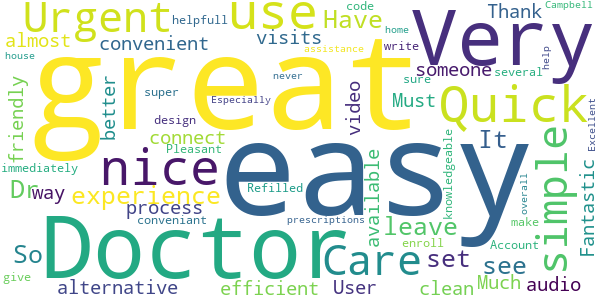 Urgent
helpfull
use
Have
code
Thank
Campbell
almost
convenient
visits
Very
home
write
assistance
help
house
great
super
never
someone
several
Especially
better
design
video
sure
Must
Quick
Excellent
friendly
connect
It
simple
Pleasant
immediately
nice
easy
available
knowledgeable
Fantastic
Dr
way
experience
Refilled
overall
process
conveniant
prescriptions
leave
Doctor
enroll
make
So
Care
set
see
Account
give
alternative
efficient
User
clean
Much
audio